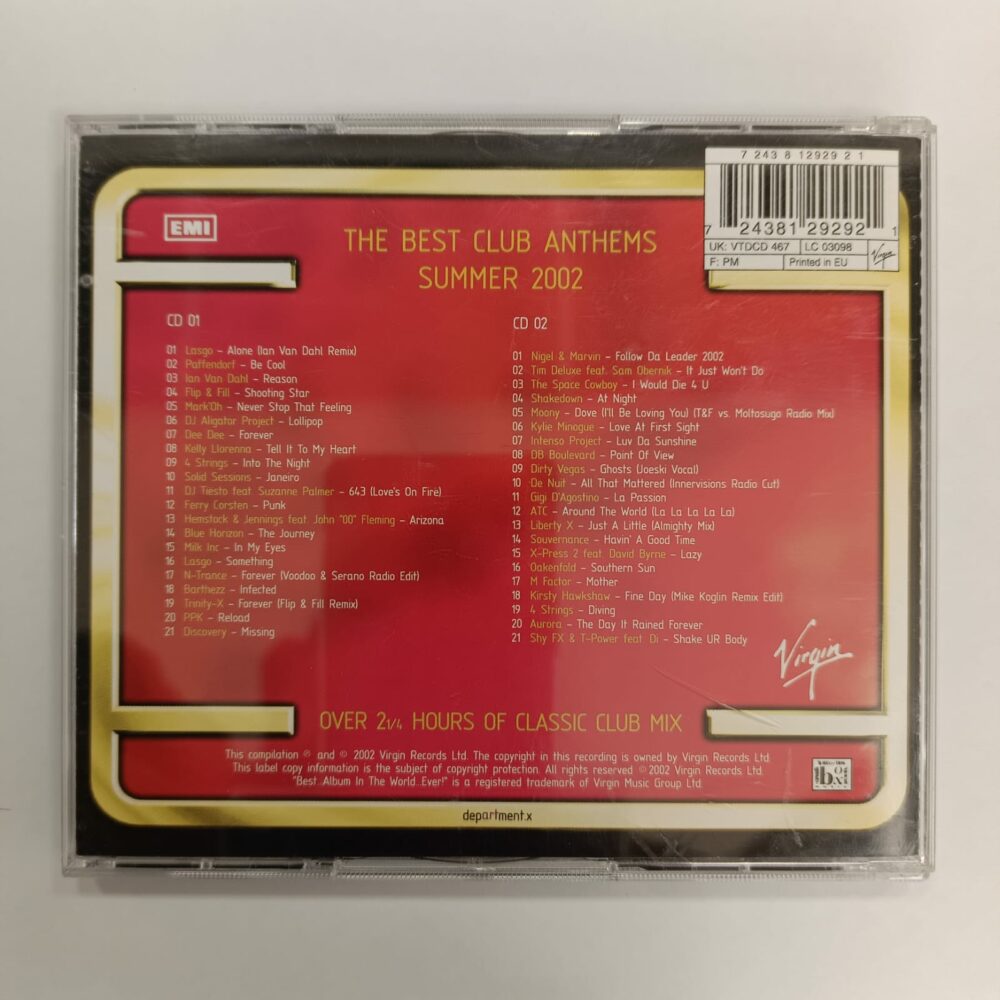 7 243 8 12929 2 1
7 24381 29292 1
UK: VTDCD 467
LC 03098
F: PM
Printed in EU
Virgin
EMI
THE BEST CLUB ANTHEMS
SUMMER 2002
CD 01
01 Lasgo – Alone (Ian Van Dahl Remix)
02 Paffendorf – Be Cool
03 Ian Van Dahl – Reason
04 Flip & Fill – Shooting Star
05 Mark'Oh – Never Stop That Feeling
06 DJ Aligator Project – Lollipop
07 Dee Dee – Forever
08 Kelly Llorenna – Tell It To My Heart
09 4 Strings – Into The Night
10 Solid Sessions – Janeiro
11 DJ Tiësto feat. Suzanne Palmer – 643 (Love's On Fire)
12 Ferry Corsten – Punk
13 Hemstock & Jennings feat. John "00" Fleming – Arizona
14 Blue Horizon – The Journey
15 Milk Inc – In My Eyes
16 Lasgo – Something
17 N-Trance – Forever (Voodoo & Serano Radio Edit)
18 Barthezz – Infected
19 Trinity-X – Forever (Flip & Fill Remix)
20 PPK – Reload
21 Discovery – Missing
CD 02
01 Nigel & Marvin – Follow Da Leader 2002
02 Tim Deluxe feat. Sam Obernik – It Just Won't Do
03 The Space Cowboy – I Would Die 4 U
04 Shakedown – At Night
05 Moony – Dove (I'll Be Loving You) (T&F vs. Moltosugo Radio Mix)
06 Kylie Minogue – Love At First Sight
07 Intenso Project – Luv Da Sunshine
08 DB Boulevard – Point Of View
09 Dirty Vegas – Ghosts (Joeski Vocal)
10 De Nuit – All That Mattered (Innervisions Radio Cut)
11 Gigi D'Agostino – La Passion
12 ATC – Around The World (La La La La La)
13 Liberty X – Just A Little (Almighty Mix)
14 Souvernance – Havin' A Good Time
15 X-Press 2 feat. David Byrne – Lazy
16 Oakenfold – Southern Sun
17 M Factor – Mother
18 Kirsty Hawkshaw – Fine Day (Mike Koglin Remix Edit)
19 4 Strings – Diving
20 Aurora – The Day It Rained Forever
21 Shy FX & T-Power feat. Di – Shake UR Body
Virgin
OVER 2 1/4 HOURS OF CLASSIC CLUB MIX
This compilation ℗ and © 2002 Virgin Records Ltd. The copyright in this recording is owned by Virgin Records Ltd.
This label copy information is the subject of copyright protection. All rights reserved © 2002 Virgin Records Ltd.
"Best...Album In The World...Ever!" is a registered trademark of Virgin Music Group Ltd.
department.x